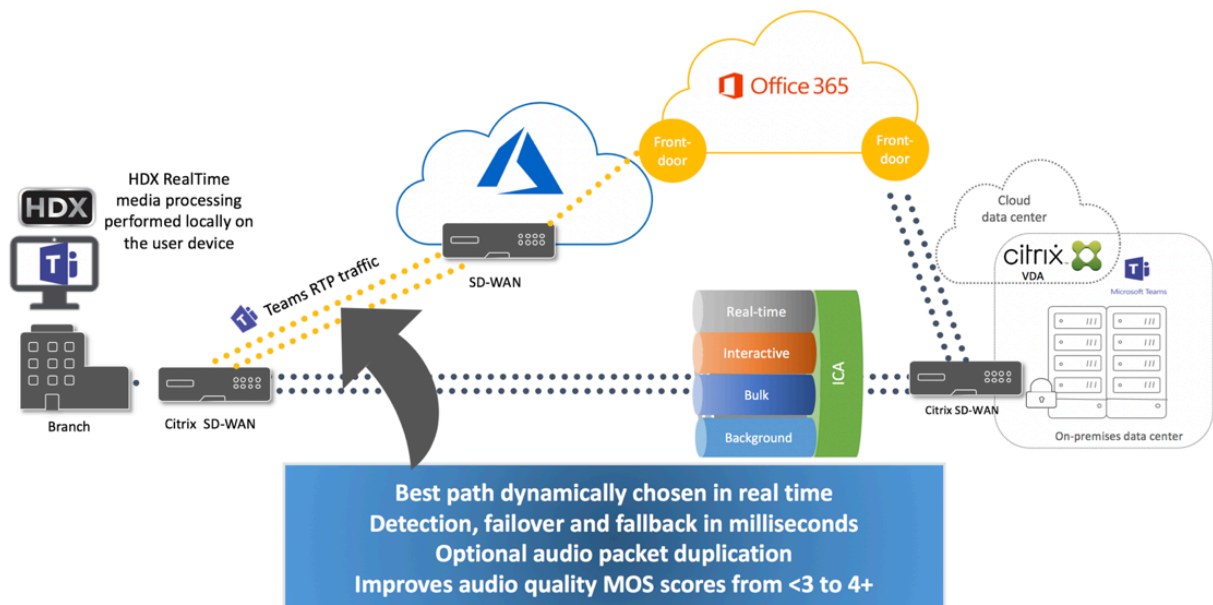 Office 365
Front-
door
Front-
door
HDX RealTime
media processing
performed locally on
the user device
HDX
T
Cloud
data center
citrix
VDA
T
Microsoft Teams
SD-WAN
Teams RTP traffic
Real-time
Interactive
Bulk
Background
ICA
Branch
Citrix SD-WAN
Citrix SD-WAN
On-premises data center
Best path dynamically chosen in real time
Detection, failover and fallback in milliseconds
Optional audio packet duplication
Improves audio quality MOS scores from <3 to 4+